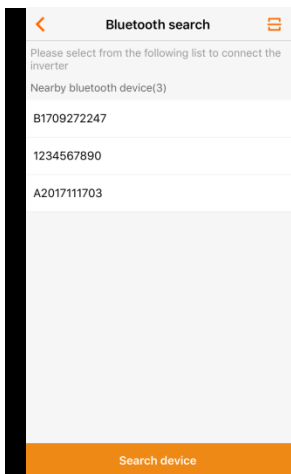 Bluetooth search
Please select from the following list to connect the
inverter
Nearby bluetooth device(3)
B1709272247
1234567890
A2017111703
Search device